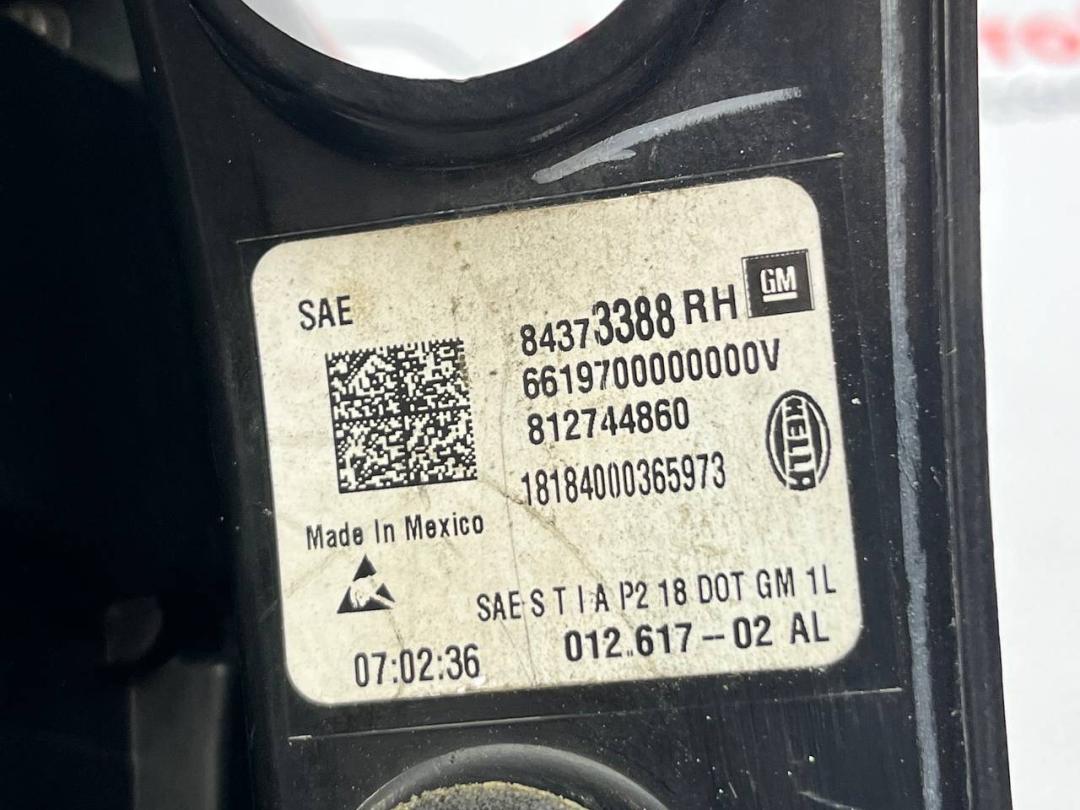 SAE
84373388 RH GM
6619700000000V
812744860
HELLA
18184000365973
Made In Mexico
SAE S T I A P2 18 DOT GM 1L
012.617-02 AL
07:02:36